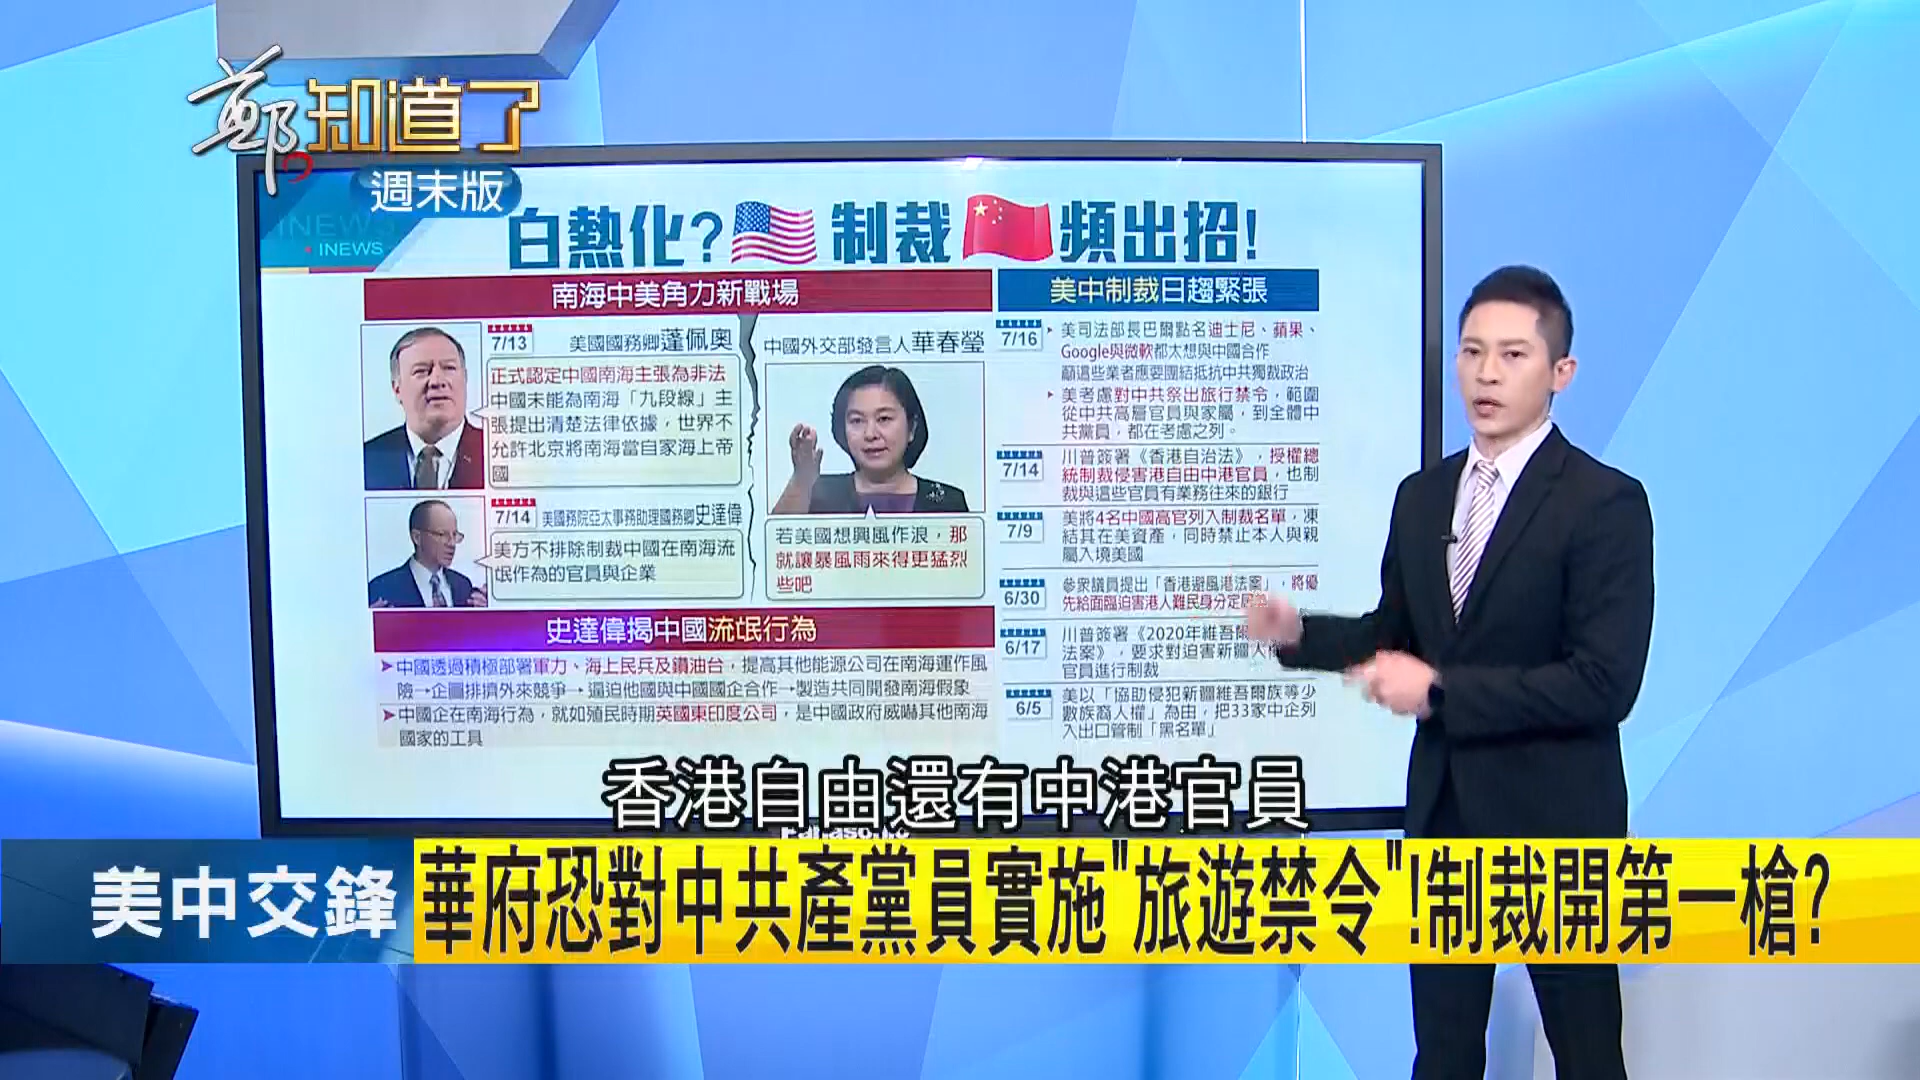 鄭知道了
週末版
INEWS
INEWS
白熱化? 制裁 頻出招!
南海中美角力新戰場
7/13
美國國務卿蓬佩奧
正式認定中國南海主張為非法
中國未能為南海「九段線」主
張提出清楚法律依據，世界不
允許北京將南海當自家海上帝
國
7/14
美國務院亞太事務助理國務卿史達偉
美方不排除制裁中國在南海流
氓作為的官員與企業
中國外交部發言人華春瑩
若美國想興風作浪，那
就讓暴風雨來得更猛烈
些吧
史達偉揭中國流氓行為
➤中國透過積極部署軍力、海上民兵及鑽油台，提高其他能源公司在南海運作風
險→企圖排擠外來競爭→逼迫他國與中國國企合作→製造共同開發南海假象
➤中國企在南海行為，就如殖民時期英國東印度公司，是中國政府威嚇其他南海
國家的工具
美中制裁日趨緊張
7/16
美司法部長巴爾點名迪士尼、蘋果、
Google與微軟都太想與中國合作
籲這些業者應要團結抵抗中共獨裁政治
美考慮對中共祭出旅行禁令，範圍
從中共高層官員與家屬，到全體中
共黨員，都在考慮之列。
7/14
川普簽署《香港自治法》，授權總
統制裁侵害港自由中港官員，也制
裁與這些官員有業務往來的銀行
7/9
美將4名中國高官列入制裁名單，凍
結其在美資產，同時禁止本人與親
屬入境美國
6/30
參眾議員提出「香港避風港法案」，將優
先給面臨迫害港人難民身分定居
6/17
川普簽署《2020年維吾爾
法案》，要求對迫害新疆人權
官員進行制裁
6/5
美以「協助侵犯新疆維吾爾族等少
數族裔人權」為由，把33家中企列
入出口管制「黑名單」
香港自由還有中港官員
Panasonic
美中交鋒
華府恐對中共產黨員實施"旅遊禁令"!制裁開第一槍?